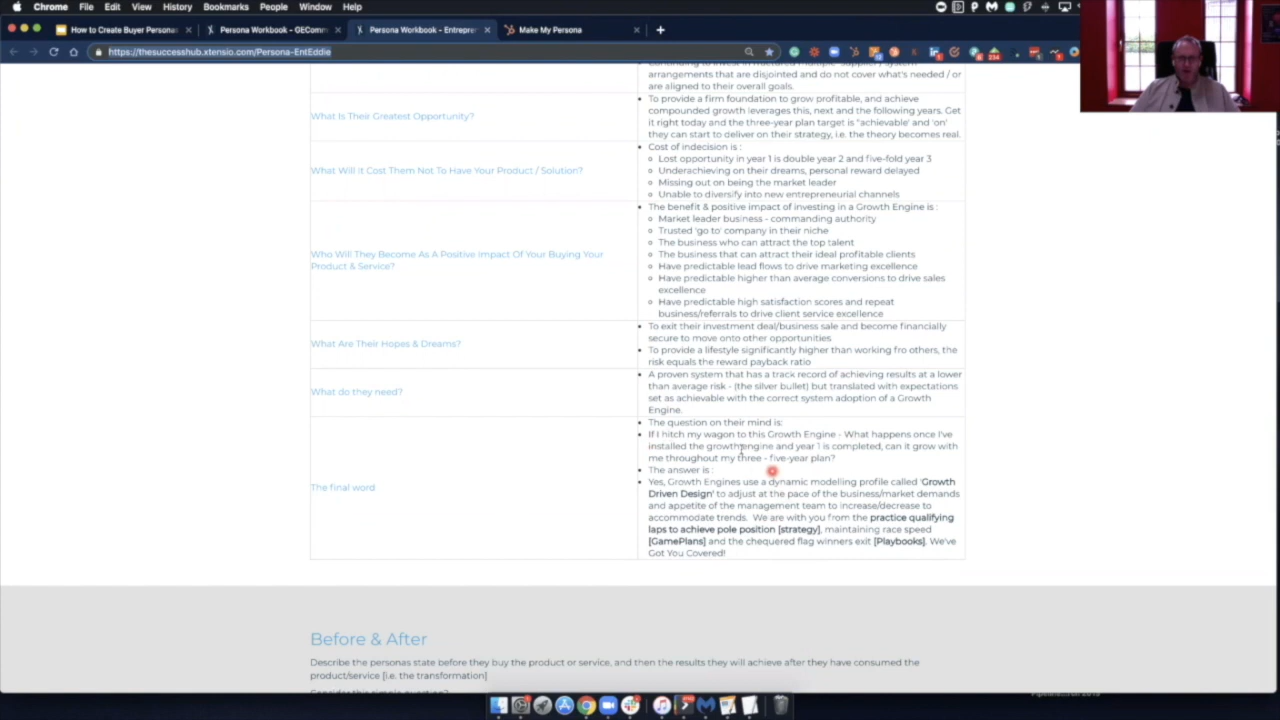 Chrome File Edit View History Bookmarks People Window Help
How to Create Buyer Persona
Persona Workbook - GEComm
Persona Workbook - Entrepre
Make My Persona
https://thesuccesshub.xtensio.com/Persona-EntEddie
Continuing to invest in fractured multiple supplier / system
arrangements that are disjointed and do not cover what's needed / or
are aligned to their overall goals.
What Is Their Greatest Opportunity?
To provide a firm foundation to grow profitable, and achieve
compounded growth leverages this, next and the following years. Get
it right today and the three-year plan target is "achievable' and 'on'
they can start to deliver on their strategy, i.e. the theory becomes real.
What Will It Cost Them Not To Have Your Product / Solution?
Cost of indecision is :
Lost opportunity in year 1 is double year 2 and five-fold year 3
Underachieving on their dreams, personal reward delayed
Missing out on being the market leader
Unable to diversify into new entrepreneurial channels
Who Will They Become As A Positive Impact Of Your Buying Your
Product & Service?
The benefit & positive impact of investing in a Growth Engine is :
Market leader business - commanding authority
Trusted 'go to' company in their niche
The business who can attract the top talent
The business that can attract their ideal profitable clients
Have predictable lead flows to drive marketing excellence
Have predictable higher than average conversions to drive sales
excellence
Have predictable high satisfaction scores and repeat
business/referrals to drive client service excellence
What Are Their Hopes & Dreams?
To exit their investment deal/business sale and become financially
secure to move onto other opportunities
To provide a lifestyle significantly higher than working fro others, the
risk equals the reward payback ratio
What do they need?
A proven system that has a track record of achieving results at a lower
than average risk - (the silver bullet) but translated with expectations
set as achievable with the correct system adoption of a Growth
Engine.
The final word
The question on their mind is:
If I hitch my wagon to this Growth Engine - What happens once I've
installed the growth engine and year 1 is completed, can it grow with
me throughout my three - five-year plan?
The answer is :
Yes, Growth Engines use a dynamic modelling profile called 'Growth
Driven Design' to adjust at the pace of the business/market demands
and appetite of the management team to increase/decrease to
accommodate trends. We are with you from the practice qualifying
laps to achieve pole position [strategy], maintaining race speed
[GamePlans] and the chequered flag winners exit [Playbooks]. We've
Got You Covered!
Before & After
Describe the personas state before they buy the product or service, and then the results they will achieve after they have consumed the
product/service [i.e. the transformation]